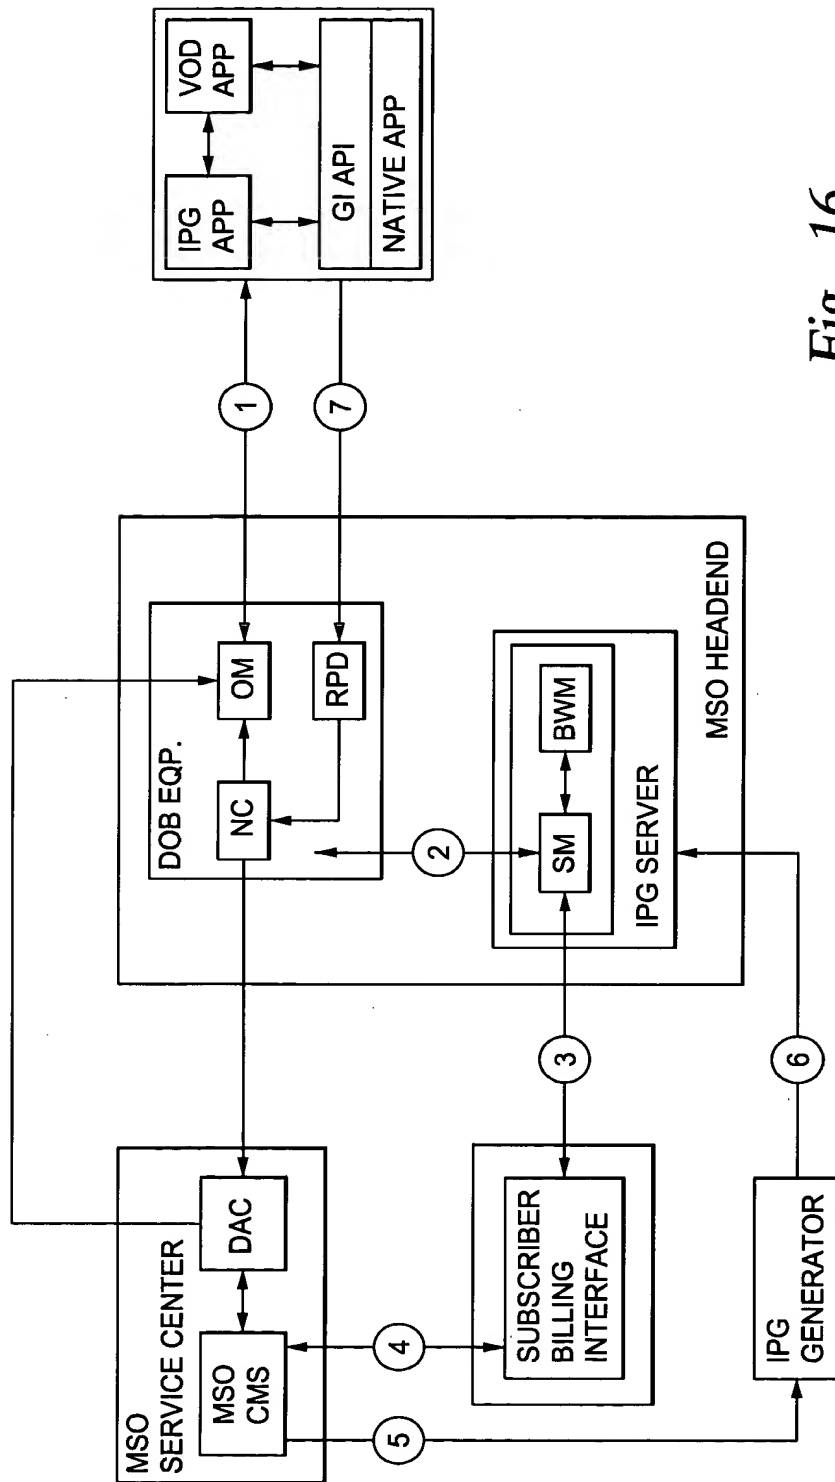 MSO
SERVICE CENTER
MSO
CMS
DAC
4
5
SUBSCRIBER
BILLING
INTERFACE
IPG
GENERATOR
3
6
DOB EQP.
NC
OM
RPD
2
SM
BWM
IPG SERVER
MSO HEADEND
1
7
IPG
APP
VOD
APP
GI API
NATIVE APP
Fig. 16